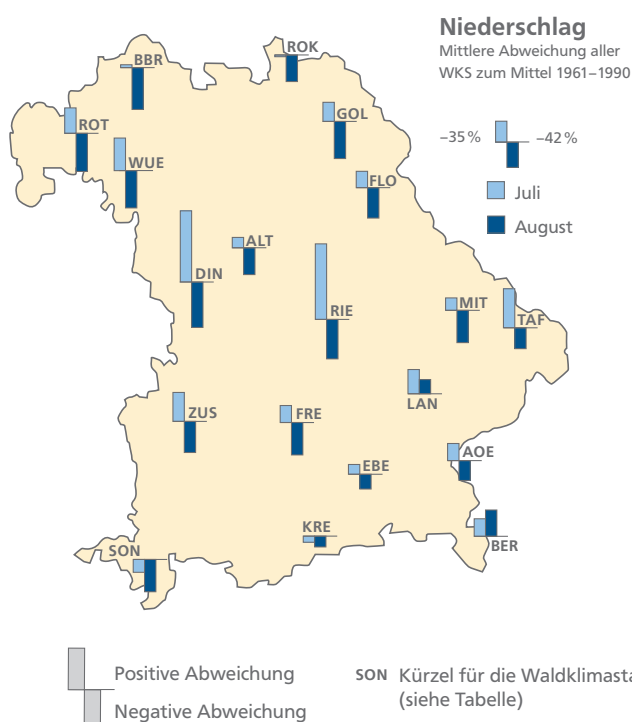 Niederschlag
Mittlere Abweichung aller
WKS zum Mittel 1961–1990
–35 % –42 %
Juli
August
ROK
BBR
GOL
ROT
WUE
FLO
ALT
DIN
RIE
MIT
TAF
LAN
ZUS
FRE
EBE
AOE
KRE
BER
SON
Positive Abweichung
Negative Abweichung
SON Kürzel für die Waldklimasta
(siehe Tabelle)